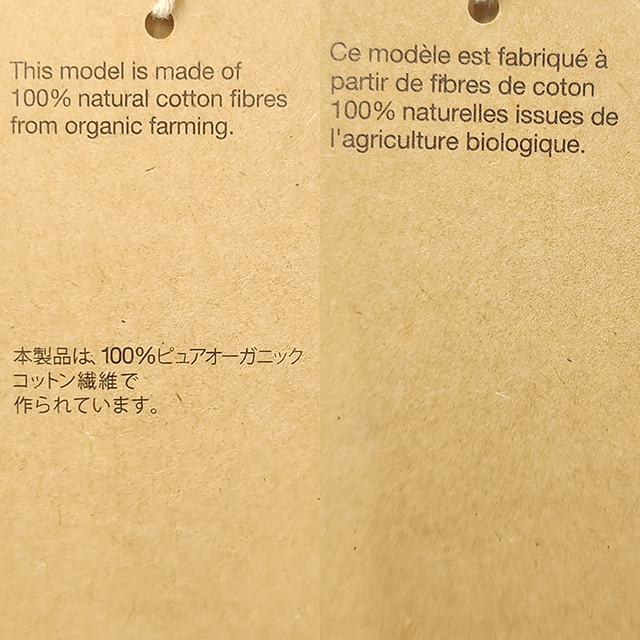 This model is made of
100% natural cotton fibres
from organic farming.
本製品は、100%ピュアオーガニック
コットン繊維で
作られています。
Ce modèle est fabriqué à
partir de fibres de coton
100% naturelles issues de
l'agriculture biologique.